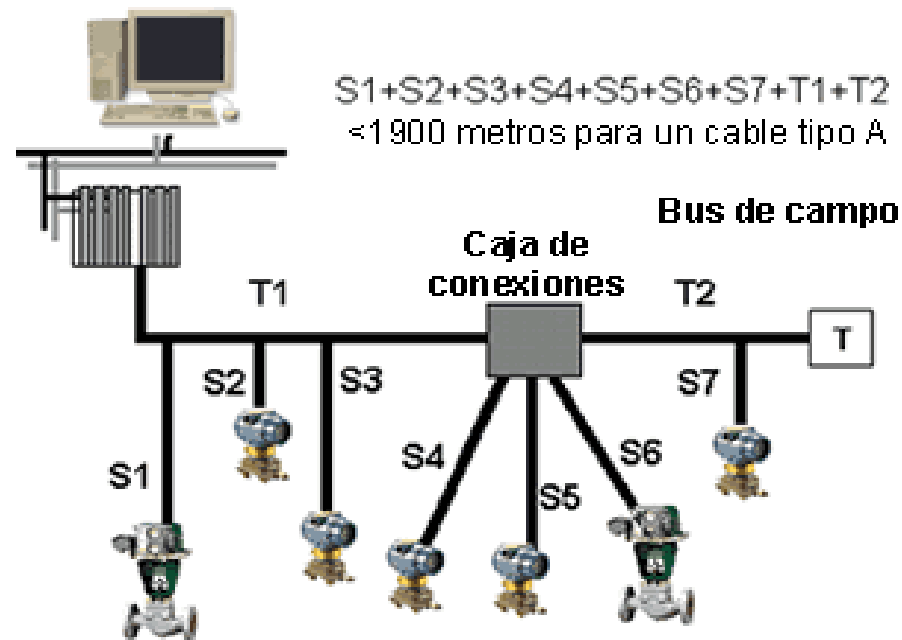 S1+S2+S3+S4+S5+S6+S7+T1+T2
<1900 metros para un cable tipo A
Bus de campo
Caja de
conexiones
T1
T2
T
S2
S3
S7
S4
S6
S1
S5